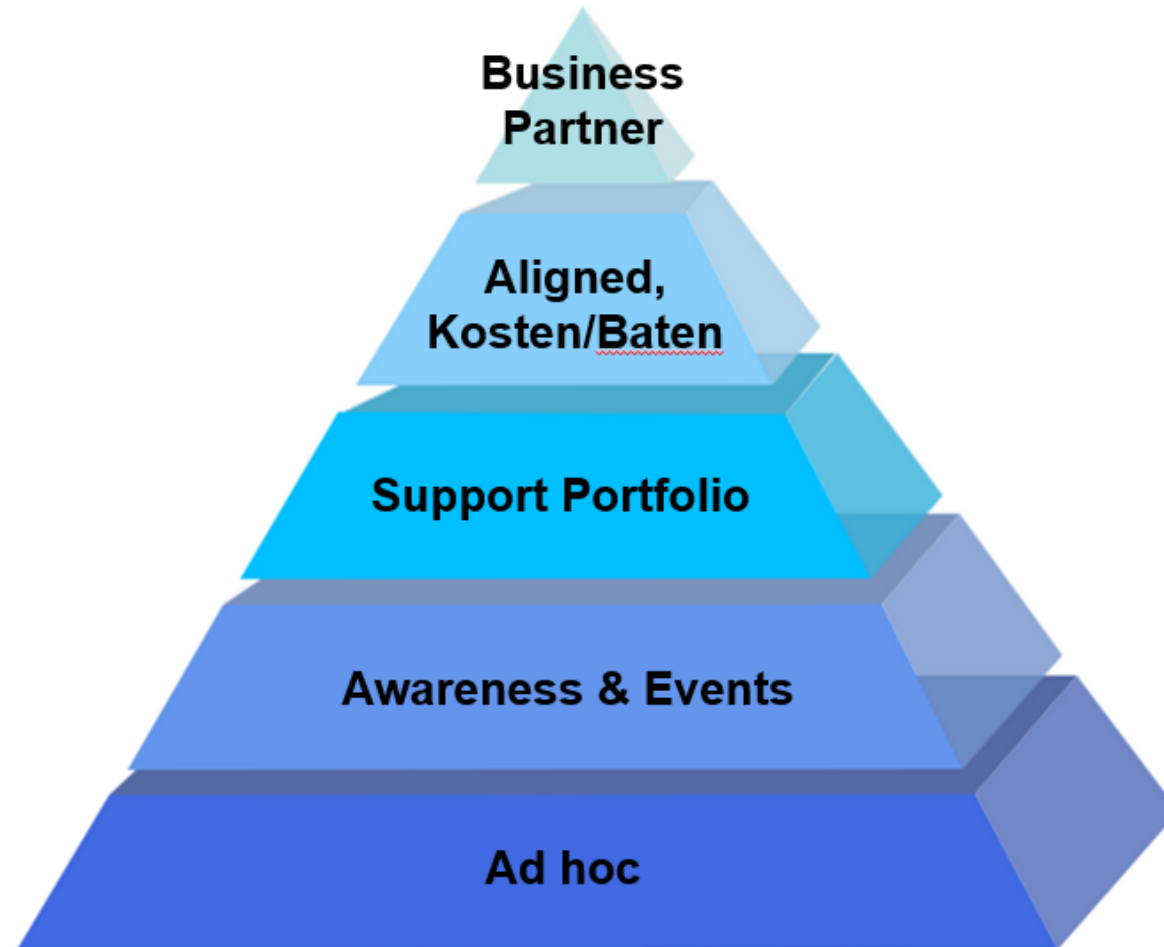 Business
Partner
Aligned,
Kosten/Baten
Support Portfolio
Awareness & Events
Ad hoc